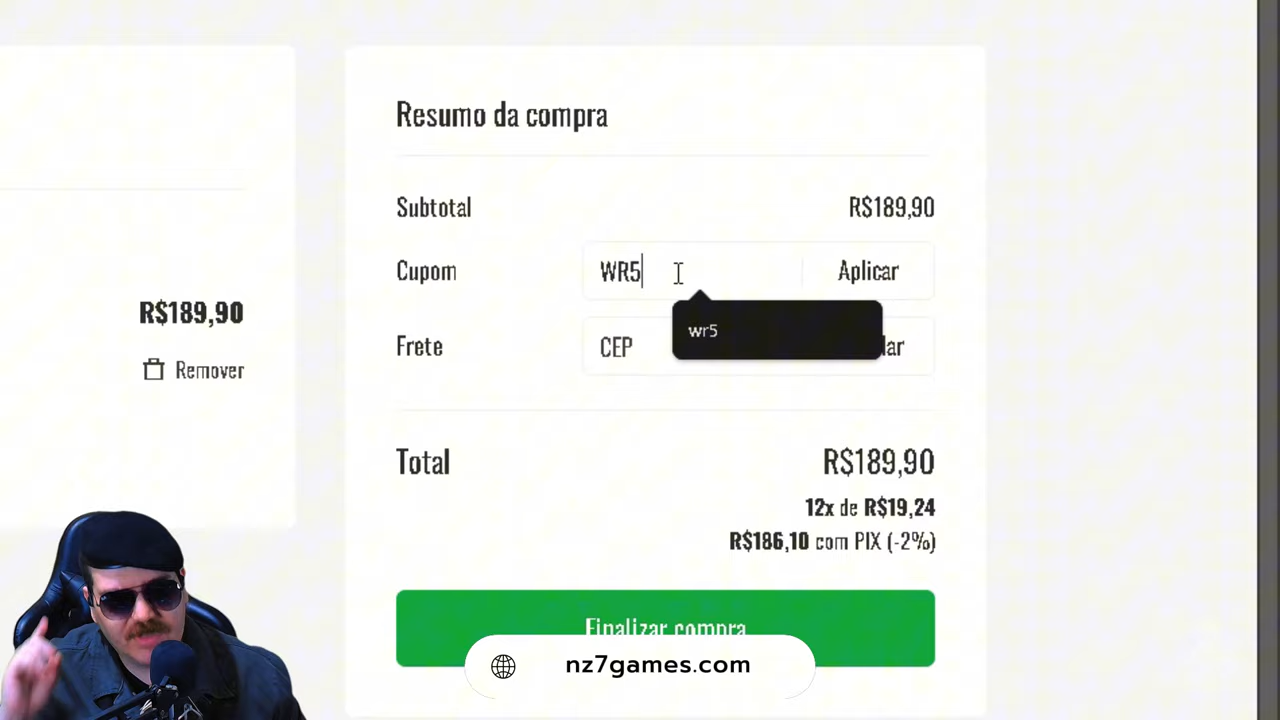 Resumo da compra
Subtotal R$189,90
Cupom WR5 Aplicar
wr5
R$189,90
Frete CEP lar
Remover
Total R$189,90
12x de R$19,24
R$186,10 com PIX (-2%)
Finalizar compra
nz7games.com